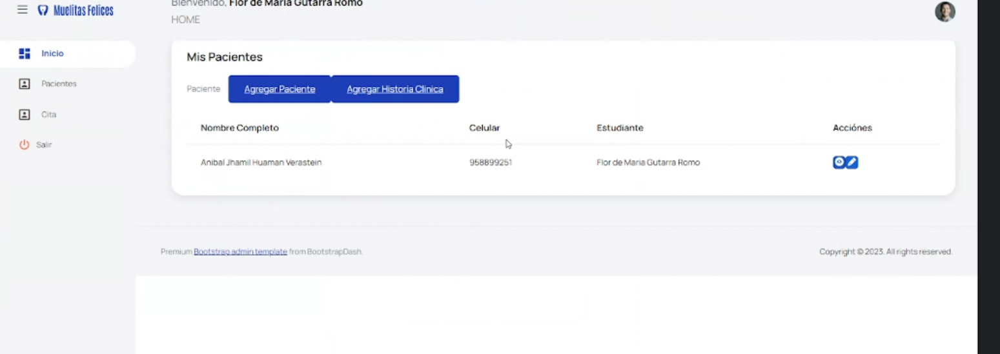 Muelitas Felices
Bienvenido, Flor de Maria Gutarra Romo
HOME
Inicio
Pacientes
Cita
Salir
Mis Pacientes
Paciente Agregar Paciente Agregar Historia Clinica
Nombre Completo Celular Estudiante Acciónes
Anibal Jhamil Huaman Verastein 958899251 Flor de Maria Gutarra Romo
Premium Bootstrap admin template from BootstrapDash. Copyright © 2023. All rights reserved.